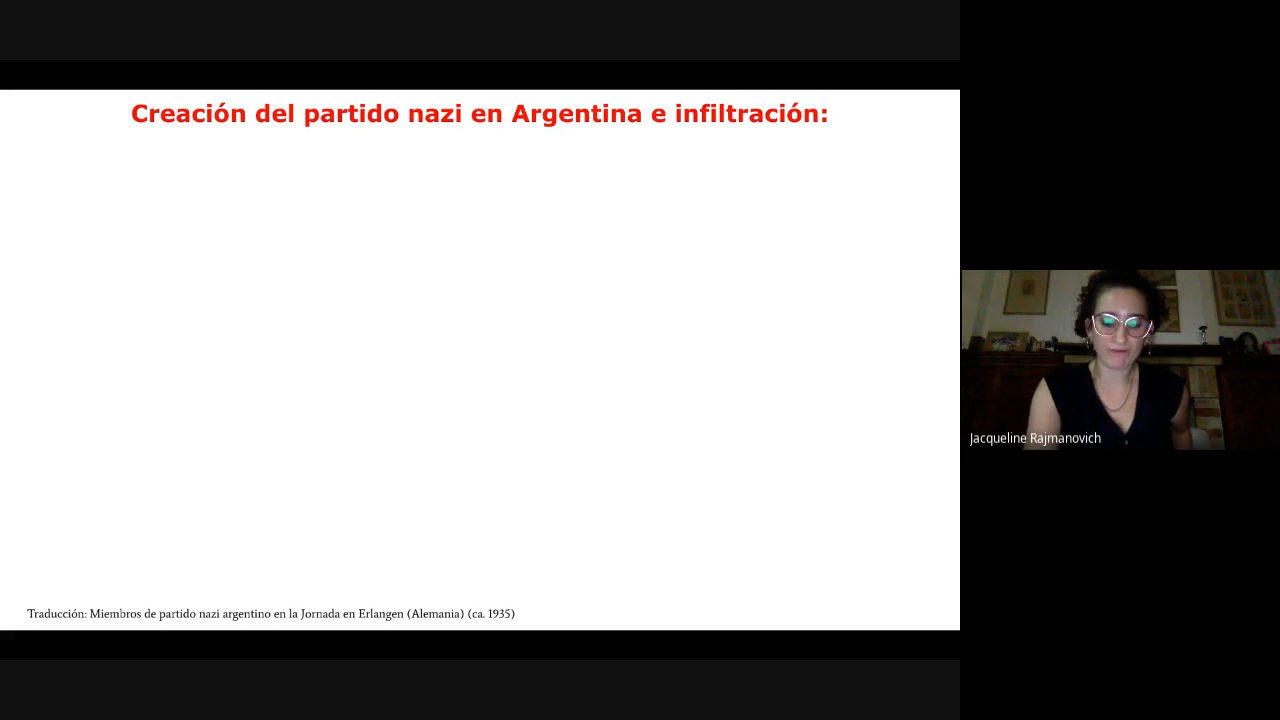 Creación del partido nazi en Argentina e infiltración:
Jacqueline Rajmanovich
Traducción: Miembros de partido nazi argentino en la Jornada en Erlangen (Alemania) (ca. 1935)